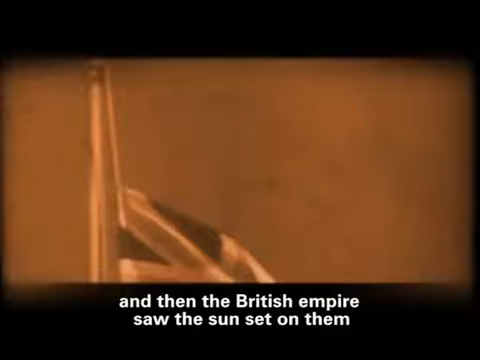 and then the British empire
saw the sun set on them